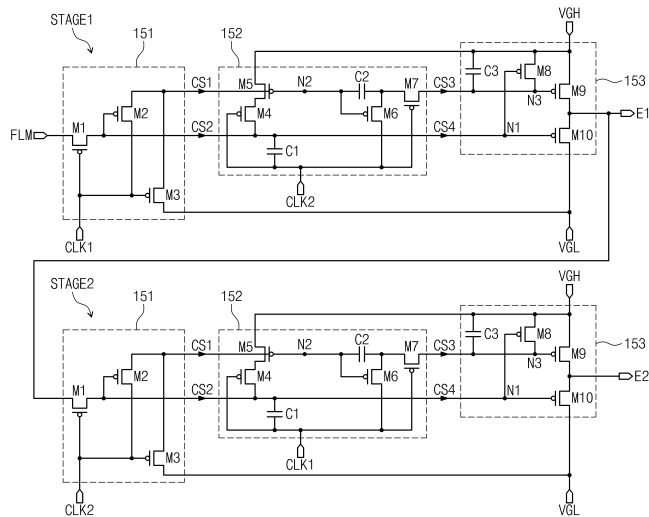 STAGE1
151
152
VGH
M5
CS1
N2
C2
M7
CS3
C3
M8
153
M2
M4
M6
N3
M9
FLM
M1
CS2
CS4
N1
E1
M10
C1
M3
CLK2
CLK1
VGL
STAGE2
151
152
VGH
M5
CS1
N2
C2
M7
CS3
C3
M8
153
M2
M4
M6
N3
M9
M1
CS2
CS4
N1
E2
M10
C1
M3
CLK1
CLK2
VGL